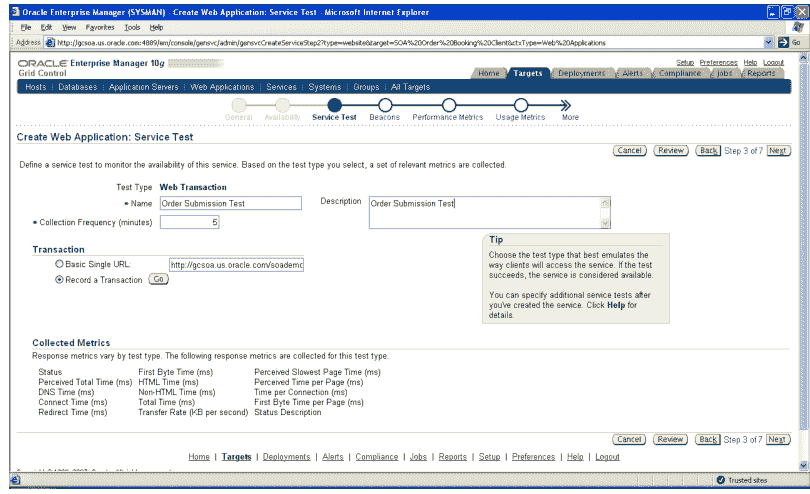 Oracle Enterprise Manager (SYSMAN) - Create Web Application: Service Test - Microsoft Internet Explorer
File Edit View Favorites Tools Help
Address http://gcsoa.us.oracle.com:4889/em/console/gensvc/admin/gensvcCreateServiceStep2?type=website&target=SOA%20Order%20Booking%20Client&ctxType=Web%20Applications Go
ORACLE Enterprise Manager 10g
Setup Preferences Help Logout
Grid Control
Home Targets Deployments Alerts Compliance Jobs Reports
Hosts | Databases | Application Servers | Web Applications | Services | Systems | Groups | All Targets
General Availability Service Test Beacons Performance Metrics Usage Metrics More
Create Web Application: Service Test
Cancel Review Back Step 3 of 7 Next
Define a service test to monitor the availability of this service. Based on the test type you select, a set of relevant metrics are collected.
Test Type Web Transaction
* Name Order Submission Test Description Order Submission Test
* Collection Frequency (minutes) 5
Transaction
Basic Single URL: http://gcsoa.us.oracle.com/soademc
Record a Transaction Go
Tip
Choose the test type that best emulates the
way clients will access the service. If the test
succeeds, the service is considered available.
You can specify additional service tests after
you've created the service. Click Help for
details.
Collected Metrics
Response metrics vary by test type. The following response metrics are collected for this test type.
Status First Byte Time (ms) Perceived Slowest Page Time (ms)
Perceived Total Time (ms) HTML Time (ms) Perceived Time per Page (ms)
DNS Time (ms) Non-HTML Time (ms) Time per Connection (ms)
Connect Time (ms) Total Time (ms) First Byte Time per Page (ms)
Redirect Time (ms) Transfer Rate (KB per second) Status Description
Cancel Review Back Step 3 of 7 Next
Home | Targets | Deployments | Alerts | Compliance | Jobs | Reports | Setup | Preferences | Help | Logout
Trusted sites